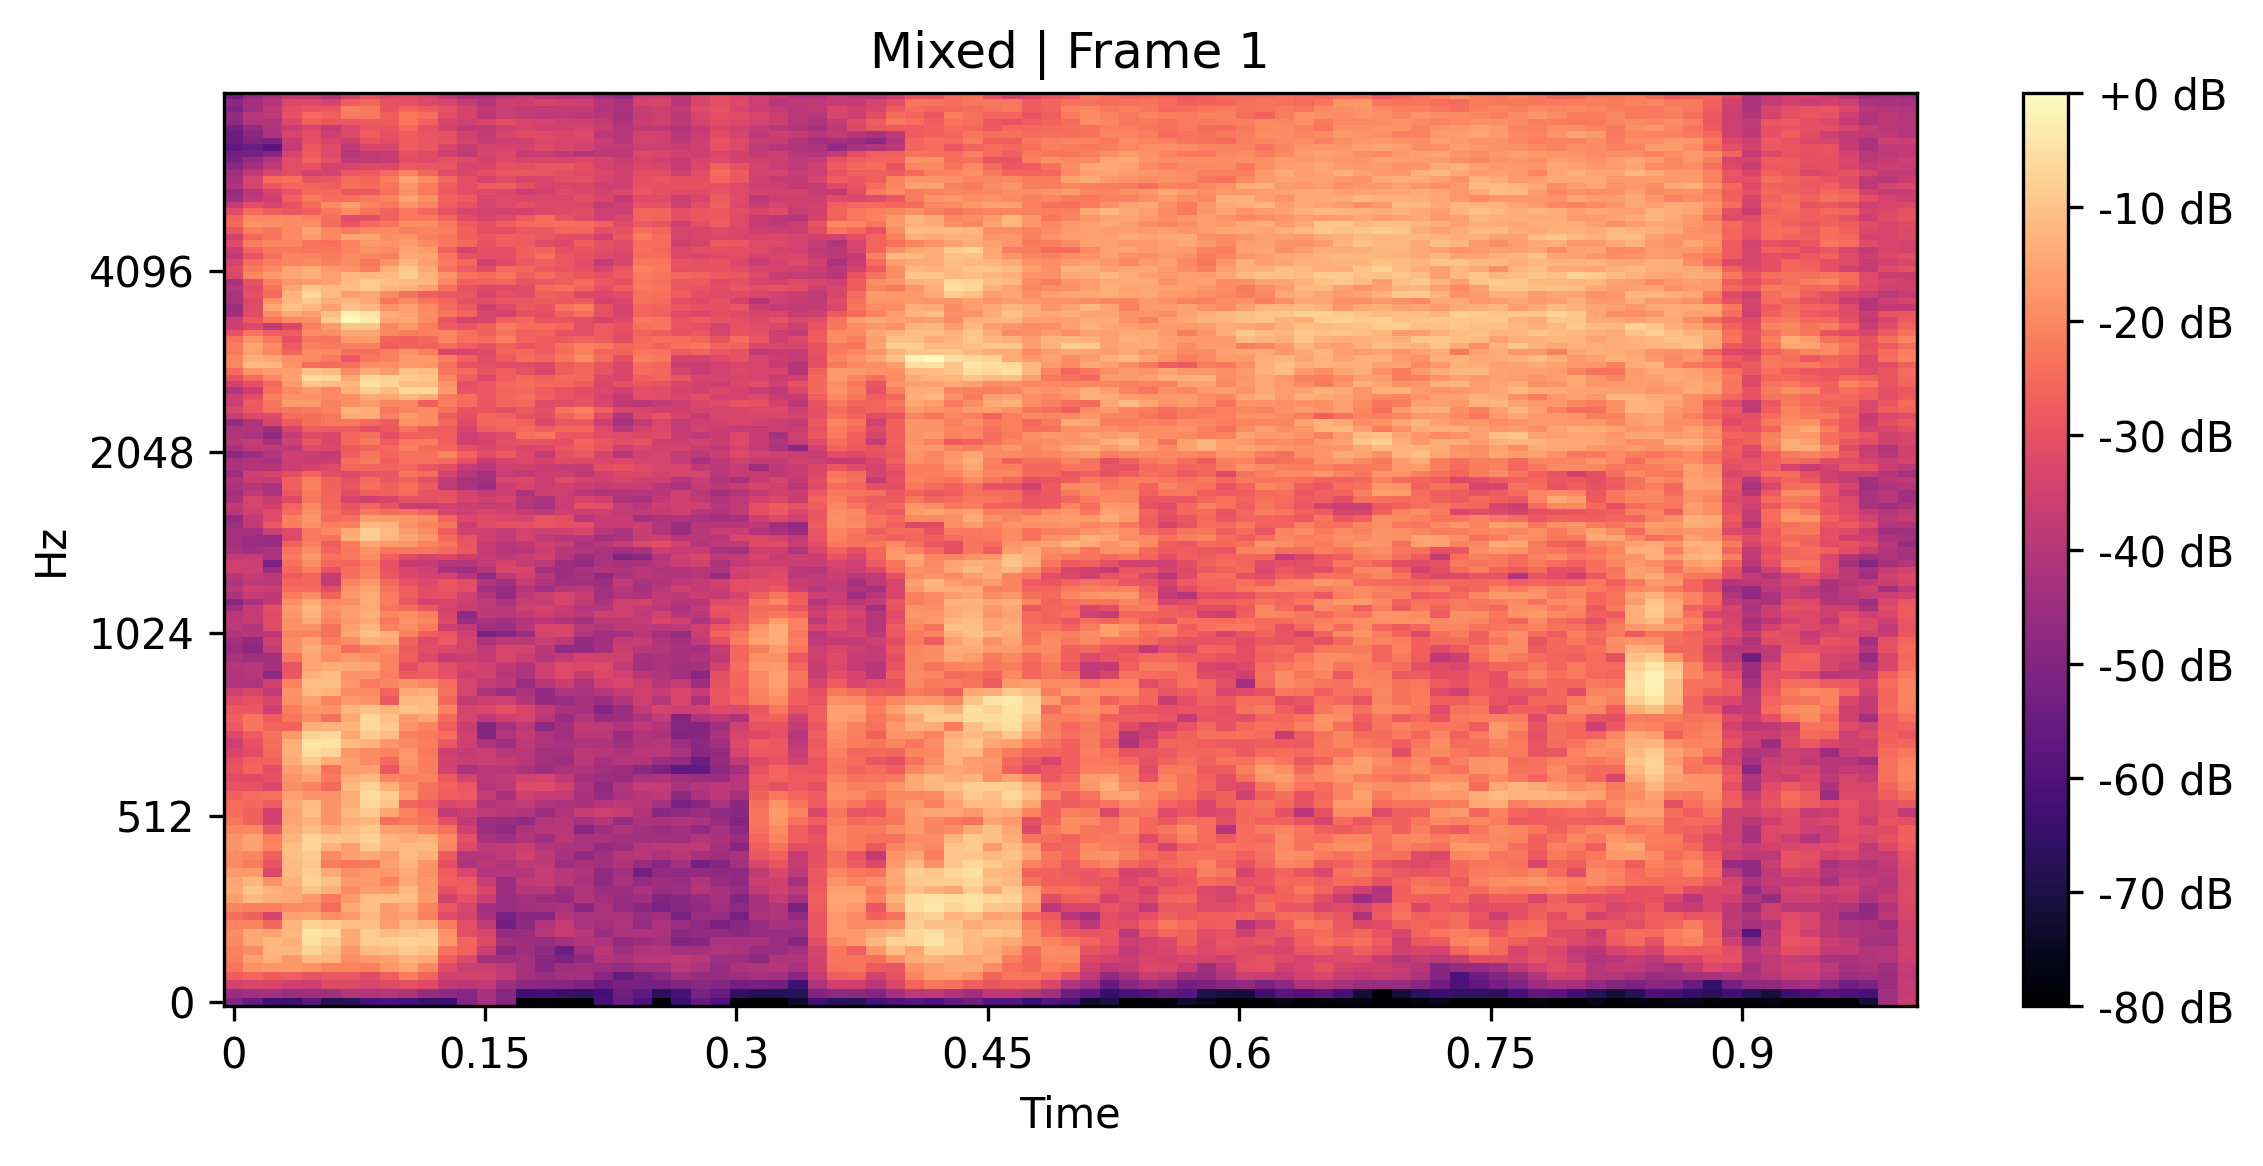 Mixed | Frame 1
Hz
4096
2048
1024
512
0
0 0.15 0.3 0.45 0.6 0.75 0.9
Time
+0 dB
-10 dB
-20 dB
-30 dB
-40 dB
-50 dB
-60 dB
-70 dB
-80 dB